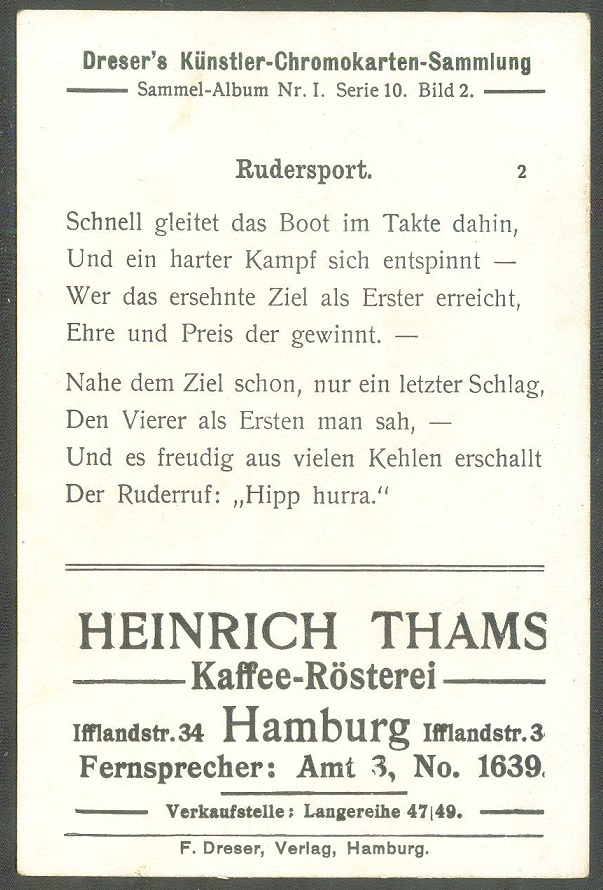 Dreser's Künstler-Chromokarten-Sammlung
Sammel-Album Nr. I. Serie 10. Bild 2.
Rudersport. 2
Schnell gleitet das Boot im Takte dahin,
Und ein harter Kampf sich entspinnt —
Wer das ersehnte Ziel als Erster erreicht,
Ehre und Preis der gewinnt. —
Nahe dem Ziel schon, nur ein letzter Schlag,
Den Vierer als Ersten man sah, —
Und es freudig aus vielen Kehlen erschallt
Der Ruderruf: „Hipp hurra.“
HEINRICH THAMS
Kaffee-Rösterei
Ifflandstr. 34 Hamburg Ifflandstr. 3
Fernsprecher: Amt 3, No. 1639.
Verkaufstelle: Langereihe 47|49.
F. Dreser, Verlag, Hamburg.